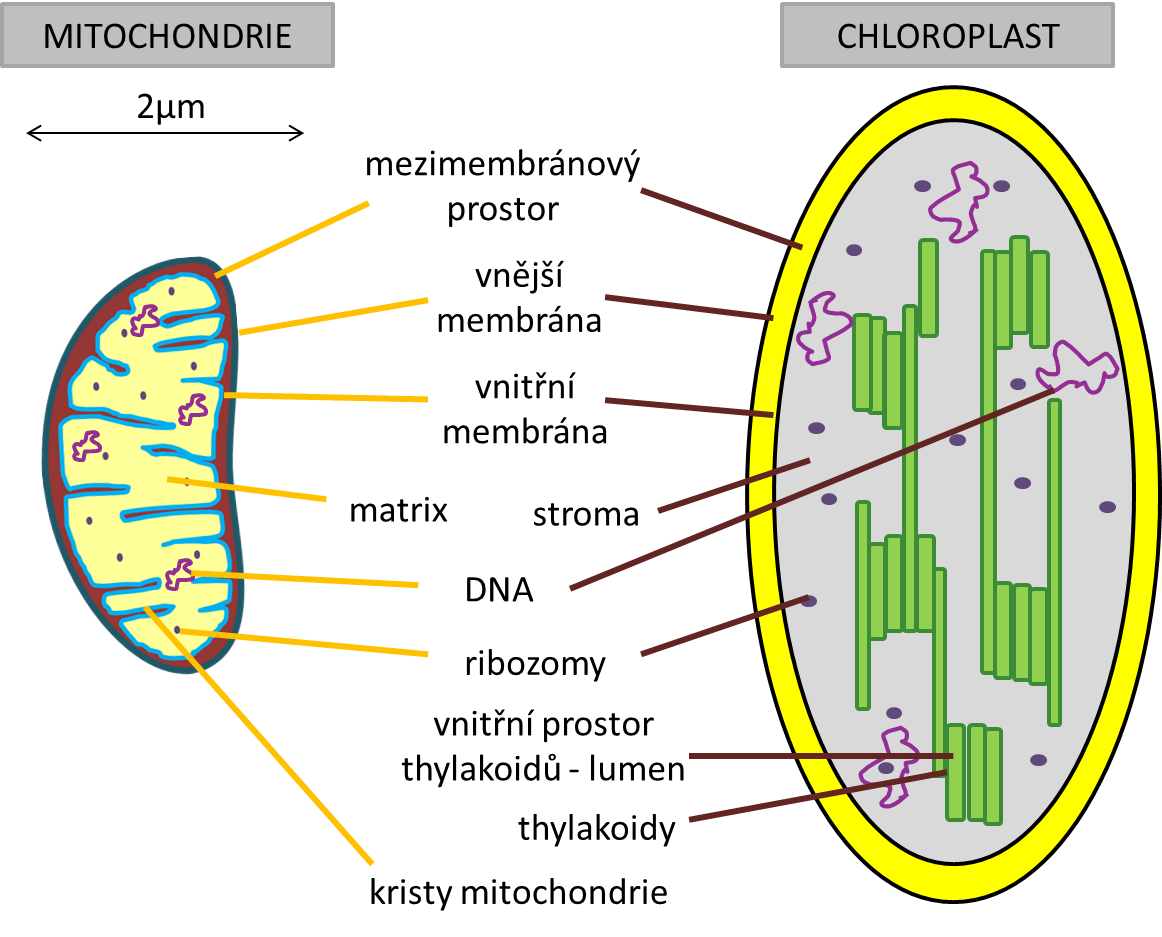 MITOCHONDRIE
CHLOROPLAST
2µm
mezimembránový
prostor
vnější
membrána
vnitřní
membrána
matrix
stroma
DNA
ribozomy
vnitřní prostor
thylakoidů - lumen
thylakoidy
kristy mitochondrie